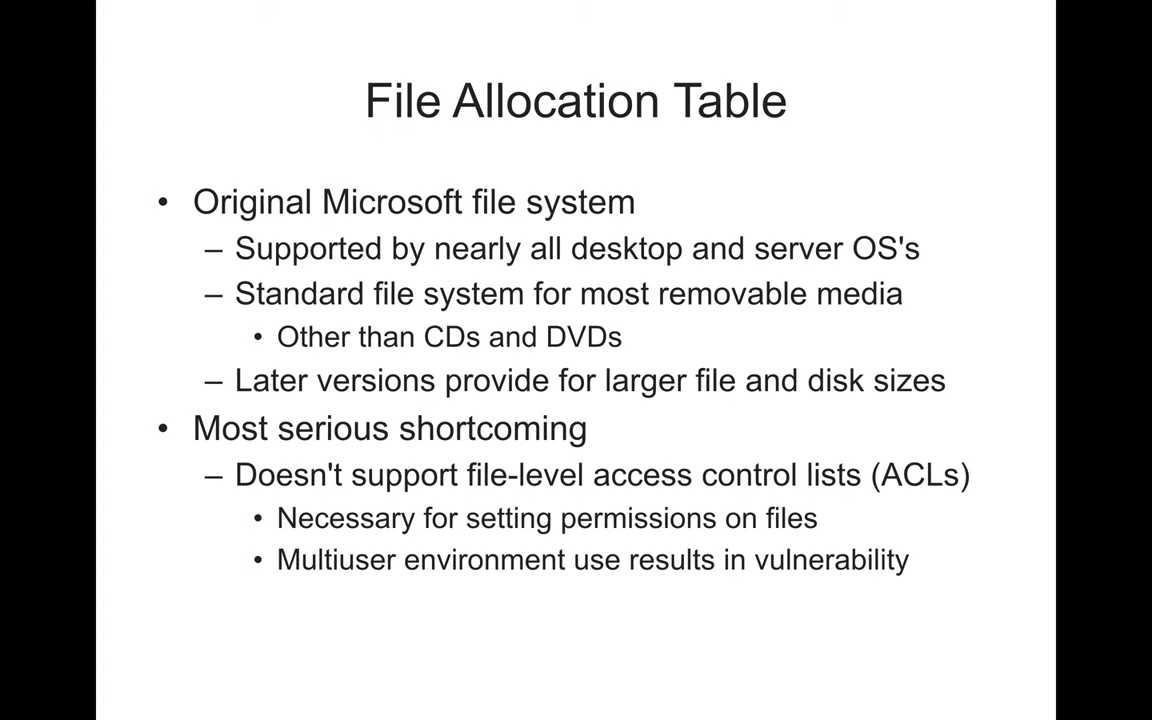 File Allocation Table
• Original Microsoft file system
– Supported by nearly all desktop and server OS's
– Standard file system for most removable media
• Other than CDs and DVDs
– Later versions provide for larger file and disk sizes
• Most serious shortcoming
– Doesn't support file-level access control lists (ACLs)
• Necessary for setting permissions on files
• Multiuser environment use results in vulnerability